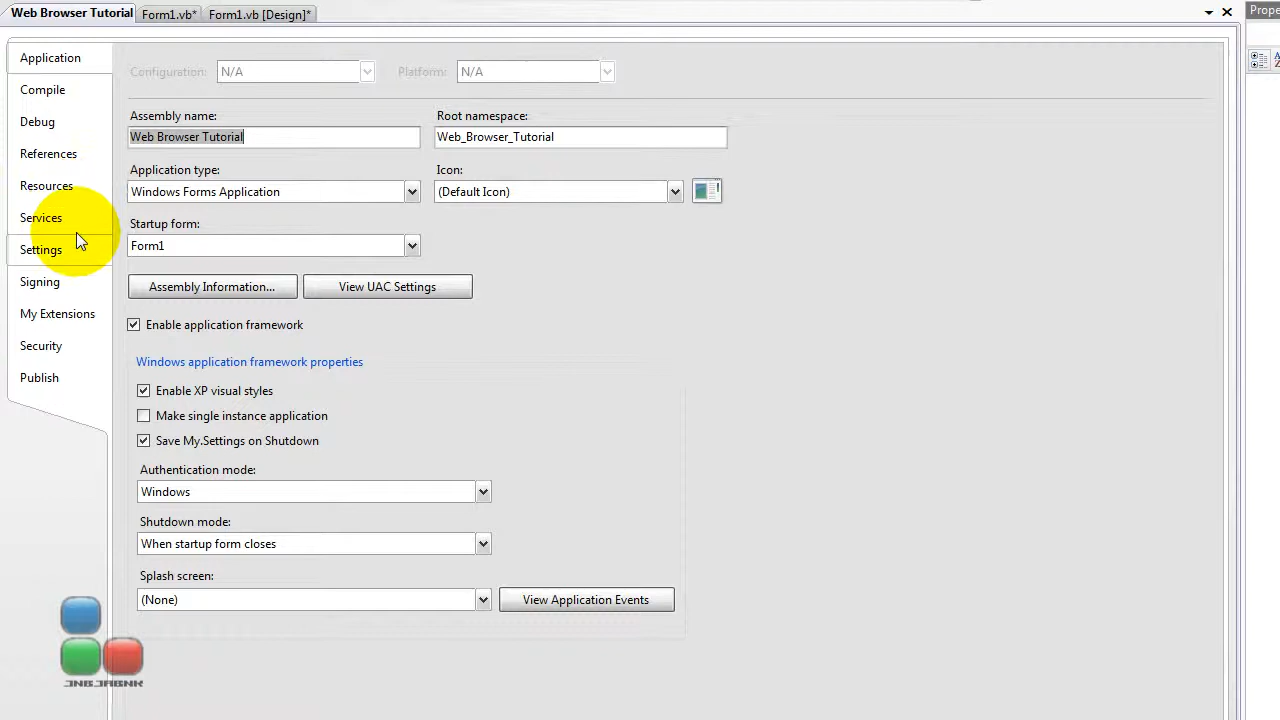 Web Browser Tutorial Form1.vb* Form1.vb [Design]*
Prope
Application
Compile
Debug
References
Resources
Services
Settings
Signing
My Extensions
Security
Publish
Configuration: N/A Platform: N/A
Assembly name: Root namespace:
Web Browser Tutorial Web_Browser_Tutorial
Application type: Icon:
Windows Forms Application (Default Icon)
Startup form:
Form1
Assembly Information... View UAC Settings
Enable application framework
Windows application framework properties
Enable XP visual styles
Make single instance application
Save My.Settings on Shutdown
Authentication mode:
Windows
Shutdown mode:
When startup form closes
Splash screen:
(None) View Application Events